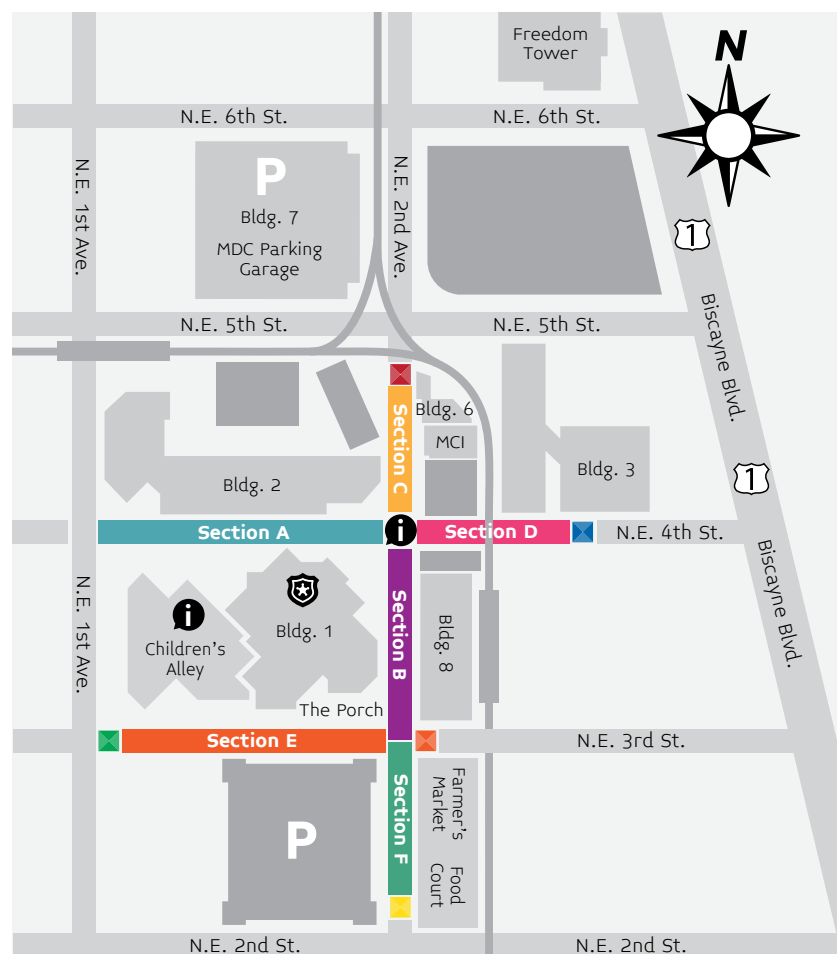 Freedom
Tower
N
N.E. 6th St.
N.E. 6th St.
N.E. 1st Ave.
P
Bldg. 7
MDC Parking
Garage
N.E. 2nd Ave.
1
Biscayne Blvd.
N.E. 5th St.
N.E. 5th St.
Section C
Bldg. 6
MCI
Bldg. 2
Bldg. 3
1
Section A
i
Section D
N.E. 4th St.
N.E. 1st Ave.
i
Children's
Alley
Bldg. 1
Section B
Bldg. 8
Biscayne Blvd.
The Porch
Section E
N.E. 3rd St.
P
Section F
Farmer's
Market
Food
Court
N.E. 2nd St.
N.E. 2nd St.